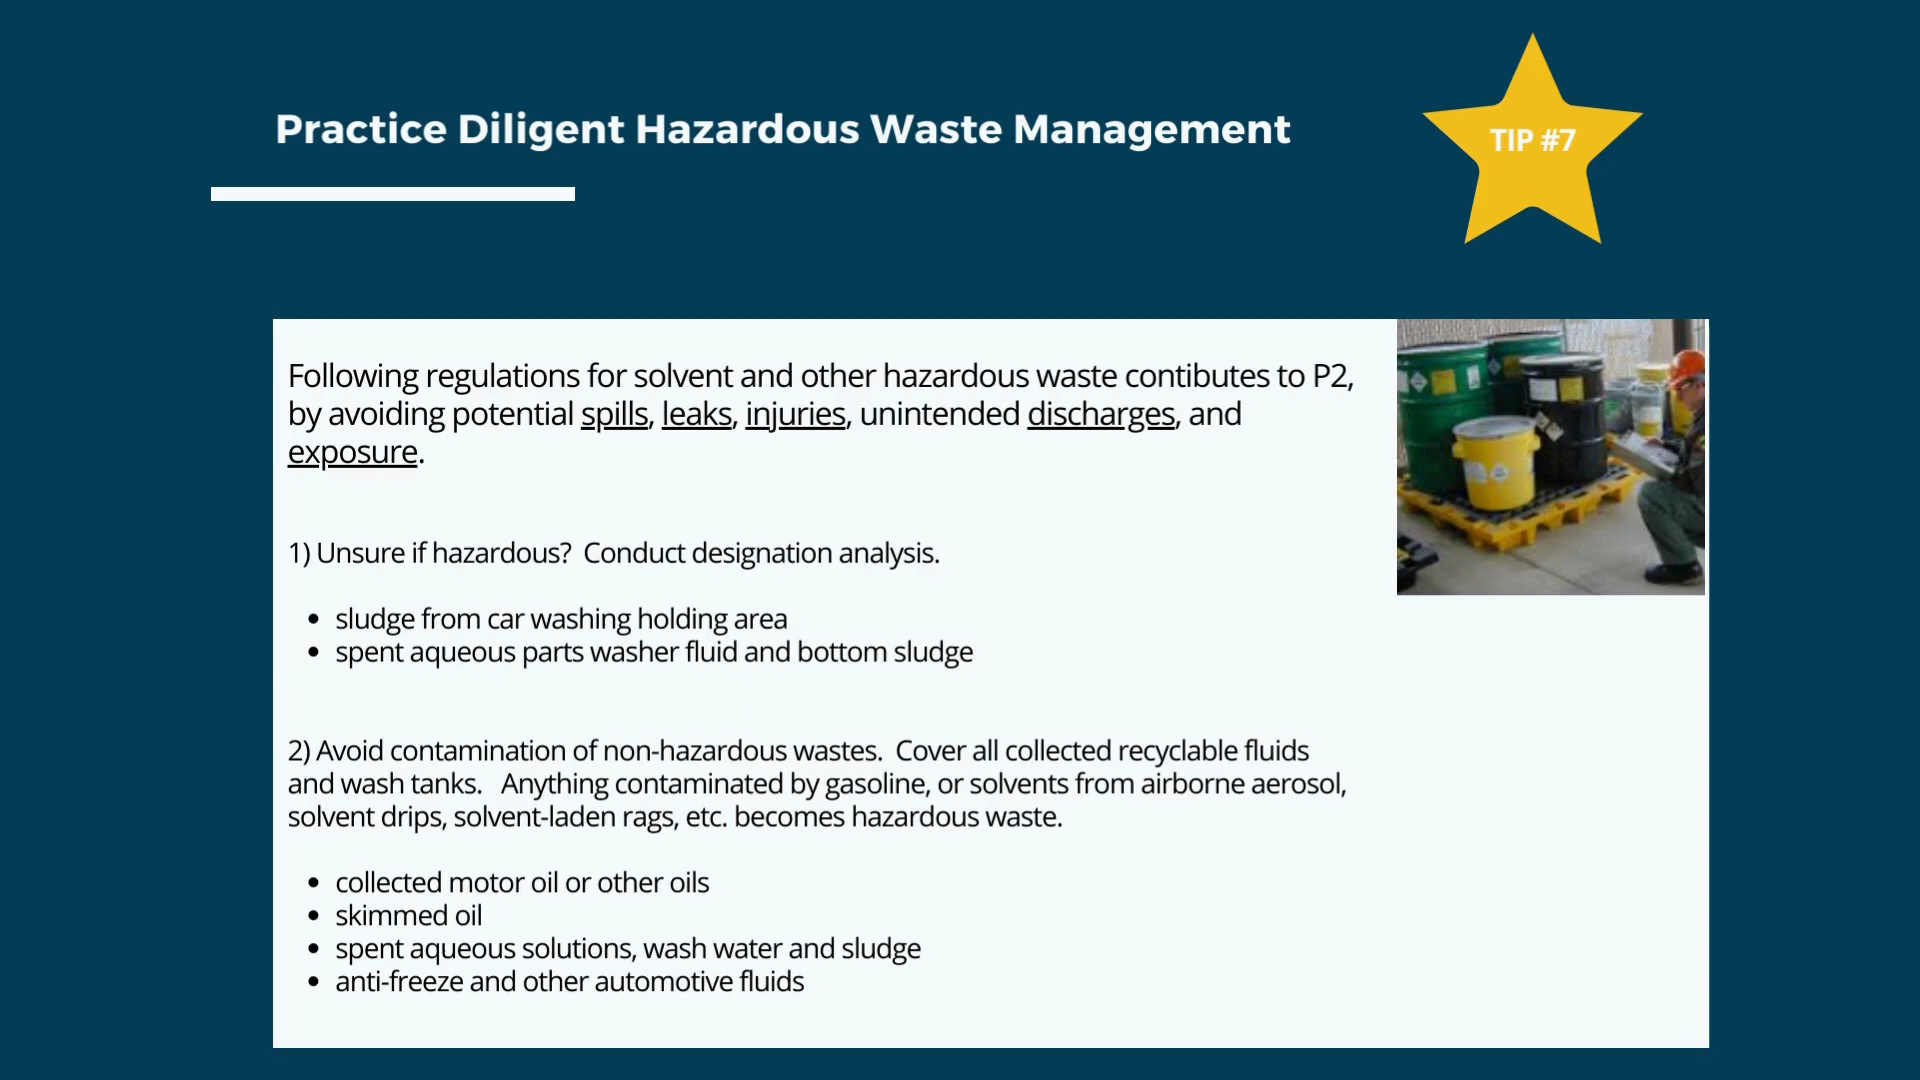 Practice Diligent Hazardous Waste Management
TIP #7
Following regulations for solvent and other hazardous waste contibutes to P2,
by avoiding potential spills, leaks, injuries, unintended discharges, and
exposure.
1) Unsure if hazardous?  Conduct designation analysis.
• sludge from car washing holding area
• spent aqueous parts washer fluid and bottom sludge
2) Avoid contamination of non-hazardous wastes.  Cover all collected recyclable fluids
and wash tanks.   Anything contaminated by gasoline, or solvents from airborne aerosol,
solvent drips, solvent-laden rags, etc. becomes hazardous waste.
• collected motor oil or other oils
• skimmed oil
• spent aqueous solutions, wash water and sludge
• anti-freeze and other automotive fluids